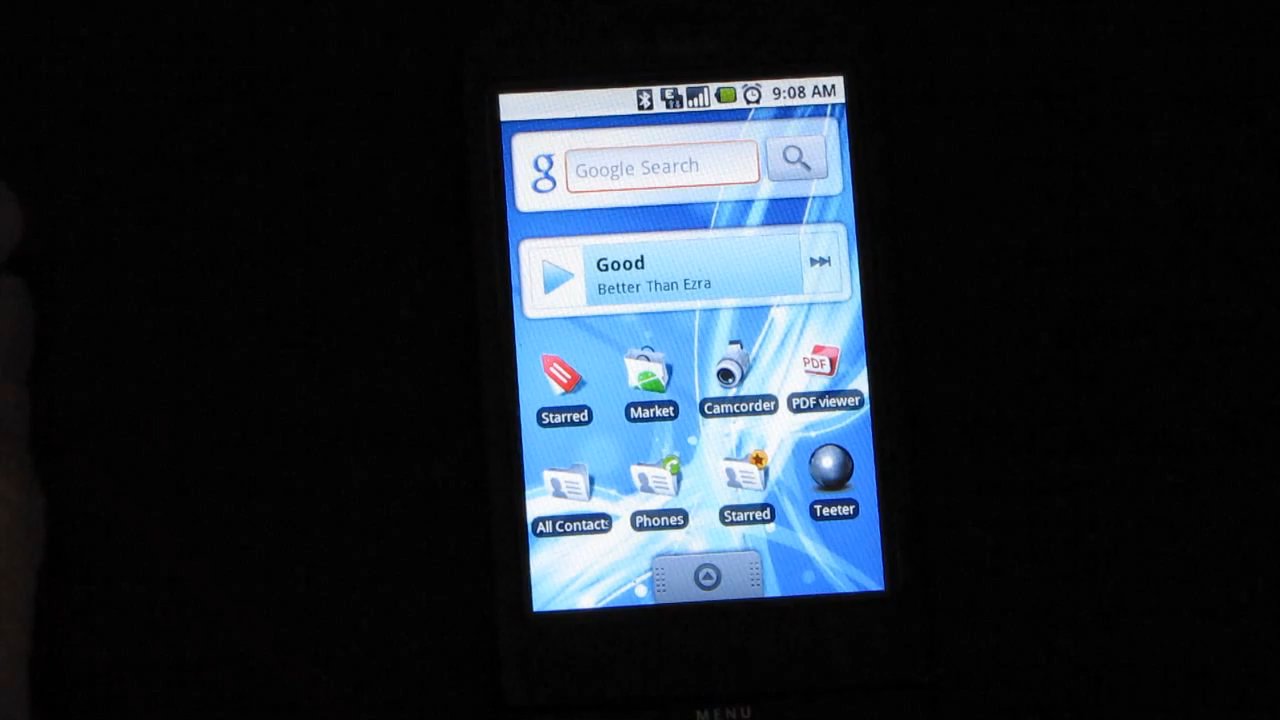 E
9:08 AM
g
Google Search
Good
Better Than Ezra
PDF
Starred
Market
Camcorder
PDF viewer
All Contacts
Phones
Starred
Teeter
MENU